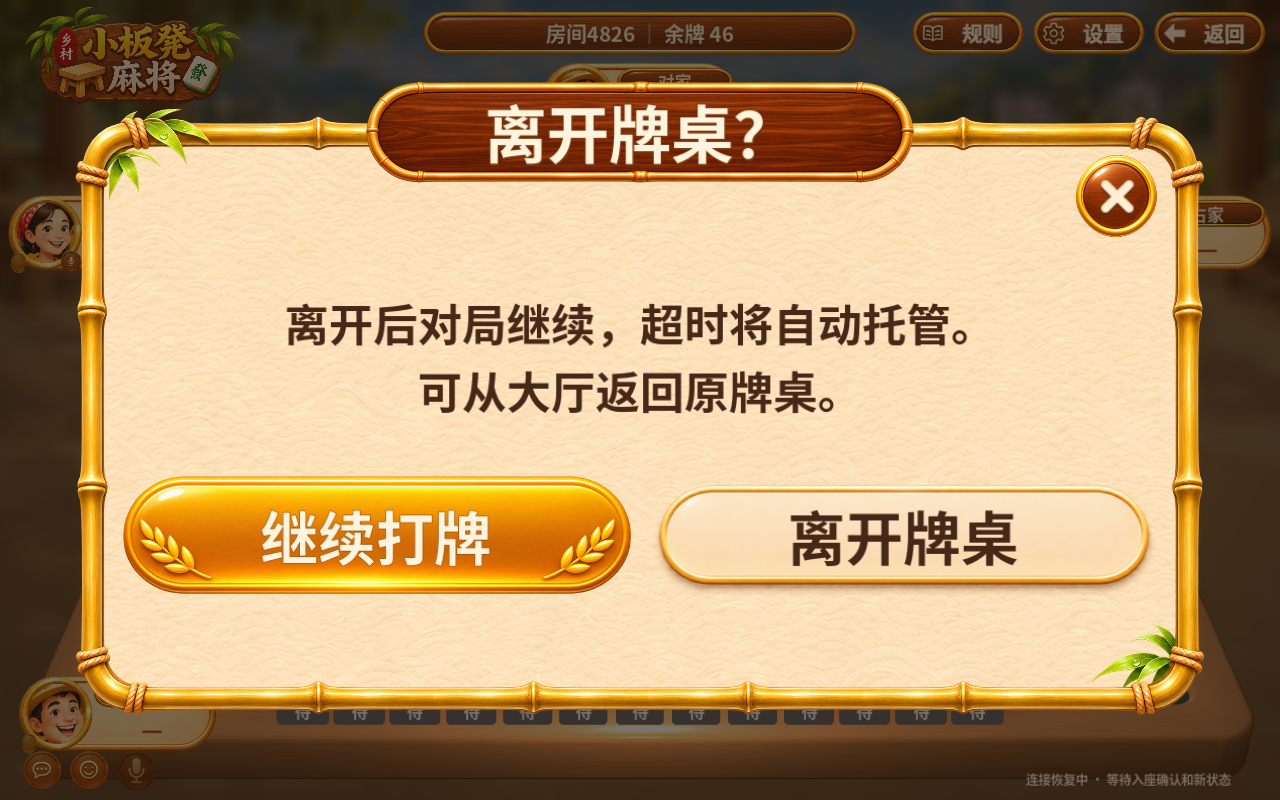 乡村
小板發
麻将
發
房间4826 | 余牌 46
规则
设置
返回
对家
离开牌桌?
右家
离开后对局继续，超时将自动托管。
可从大厅返回原牌桌。
继续打牌
离开牌桌
待 待 待 待 待 待 待 待 待 待 待 待 待
连接恢复中 · 等待入座确认和新状态